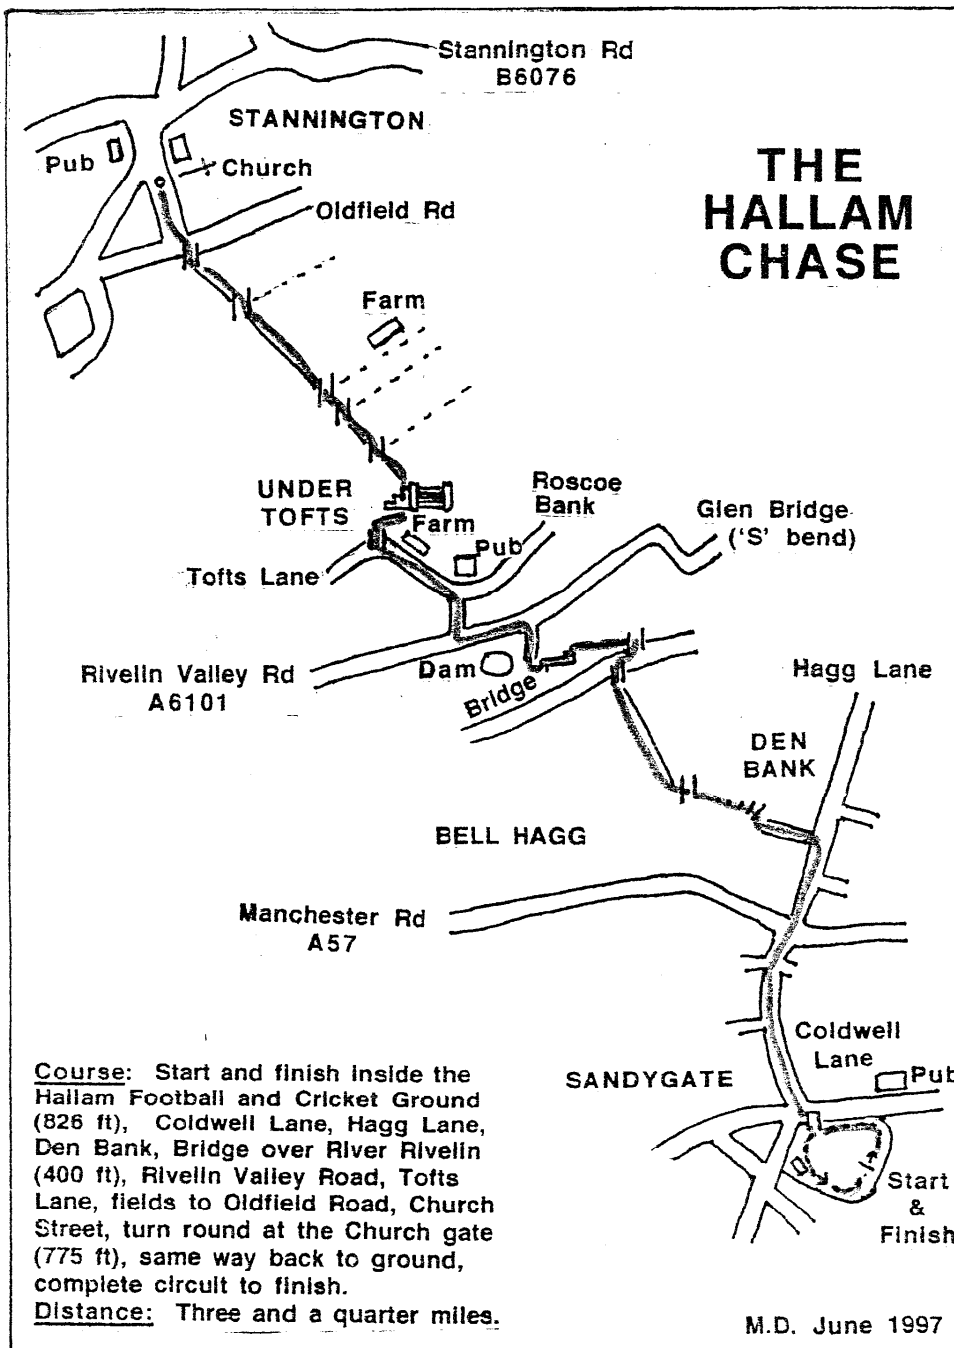 Stannington Rd
B6076
STANNINGTON
Pub
Church
Oldfield Rd
THE
HALLAM
CHASE
Farm
UNDER
TOFTS
Roscoe
Bank
Glen Bridge
('S' bend)
Farm
Pub
Tofts Lane
Rivelin Valley Rd
A6101
Dam
Bridge
Hagg Lane
DEN
BANK
BELL HAGG
Manchester Rd
A57
Coldwell
Lane
SANDYGATE
Pub
Start
&
Finish
Course: Start and finish inside the
Hallam Football and Cricket Ground
(826 ft), Coldwell Lane, Hagg Lane,
Den Bank, Bridge over River Rivelin
(400 ft), Rivelin Valley Road, Tofts
Lane, fields to Oldfield Road, Church
Street, turn round at the Church gate
(775 ft), same way back to ground,
complete circuit to finish.
Distance: Three and a quarter miles.
M.D. June 1997